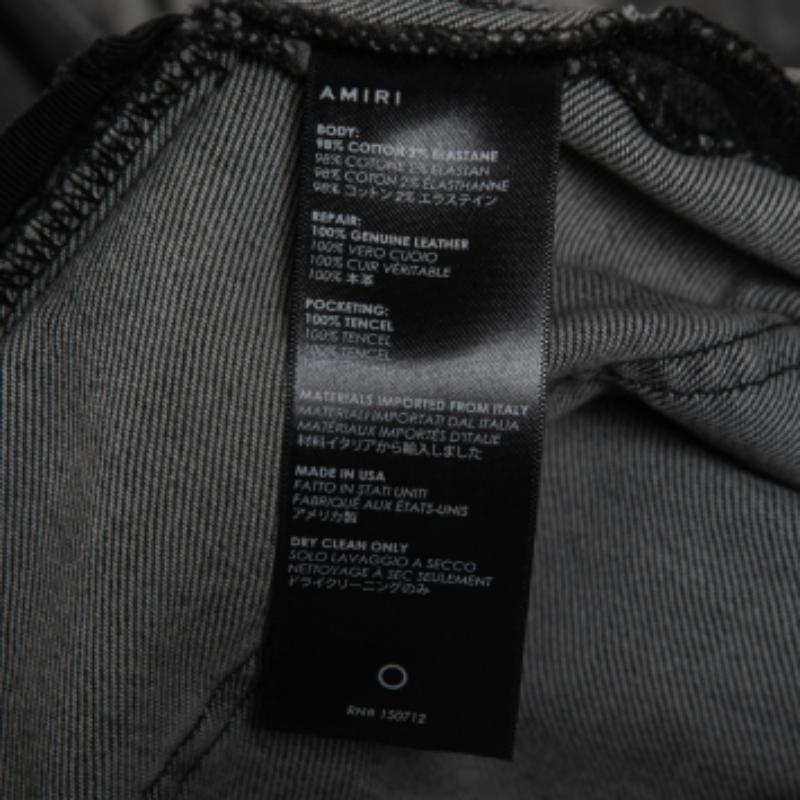 AMIRI
BODY:
98% COTTON 2% ELASTANE
98% COTONE 2% ELASTAN
98% COTON 2% ÉLASTHANNE
98% コットン 2% エラステイン
REPAIR:
100% GENUINE LEATHER
100% VERO CUOIO
100% CUIR VÉRITABLE
100% 本革
POCKETING:
100% TENCEL
100% TENCEL
100% TENCEL
MATERIALS IMPORTED FROM ITALY
MATERIALI IMPORTATI DAL ITALIA
MATÉRIAUX IMPORTÉS D'ITALIE
材料イタリアから輸入しました
MADE IN USA
FATTO IN STATI UNITI
FABRIQUÉ AUX ÉTATS-UNIS
アメリカ製
DRY CLEAN ONLY
SOLO LAVAGGIO A SECCO
NETTOYAGE À SEC SEULEMENT
ドライクリーニングのみ
RN# 150712